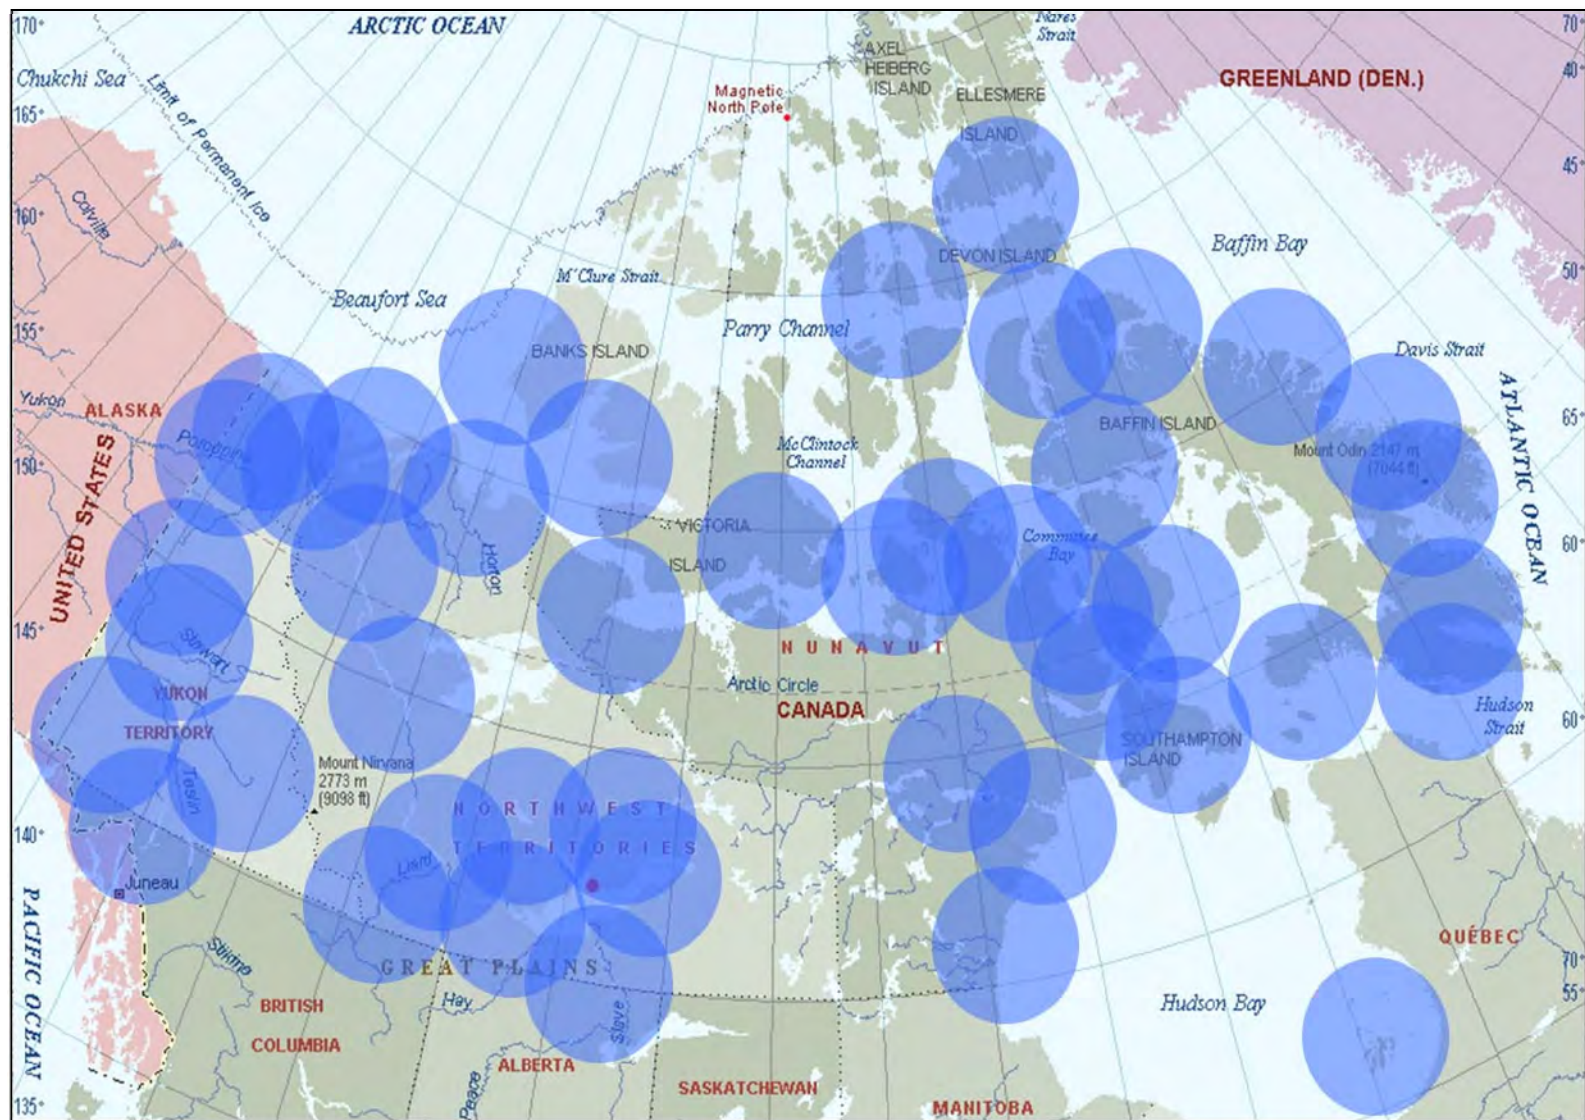 170°
ARCTIC OCEAN
Nares
Strait
70°
AXEL
HEIBERG
ISLAND
Chukchi Sea
Limit of Permanent Ice
Magnetic
North Pole
ELLESMERE
ISLAND
GREENLAND (DEN.)
40°
165°
45°
Colville
160°
Baffin Bay
DEVON ISLAND
50°
M'Clure Strait
Beaufort Sea
Parry Channel
155°
BANKS ISLAND
Davis Strait
Yukon
ALASKA
ATLANTIC OCEAN
65°
BAFFIN ISLAND
Porcupine
McClintock
Channel
Mount Odin 2147 m
(7044 ft)
150°
UNITED STATES
VICTORIA
ISLAND
Committee
Bay
Horton
60°
145°
Stewart
NUNAVUT
Arctic Circle
YUKON
TERRITORY
CANADA
Hudson
Strait
60°
SOUTHAMPTON
ISLAND
Mount Nirvana
2773 m
(9098 ft)
Teslin
NORTHWEST
TERRITORIES
140°
Liard
Juneau
PACIFIC OCEAN
Stikine
GREAT PLAINS
QUÉBEC
70°
55°
BRITISH
COLUMBIA
Hay
Slave
Hudson Bay
ALBERTA
Peace
SASKATCHEWAN
MANITOBA
135°